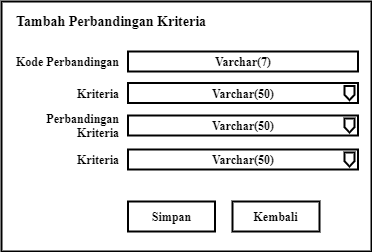 Tambah Perbandingan Kriteria
Kode Perbandingan Varchar(7)
Kriteria Varchar(50)
Perbandingan
Kriteria Varchar(50)
Kriteria Varchar(50)
Simpan Kembali